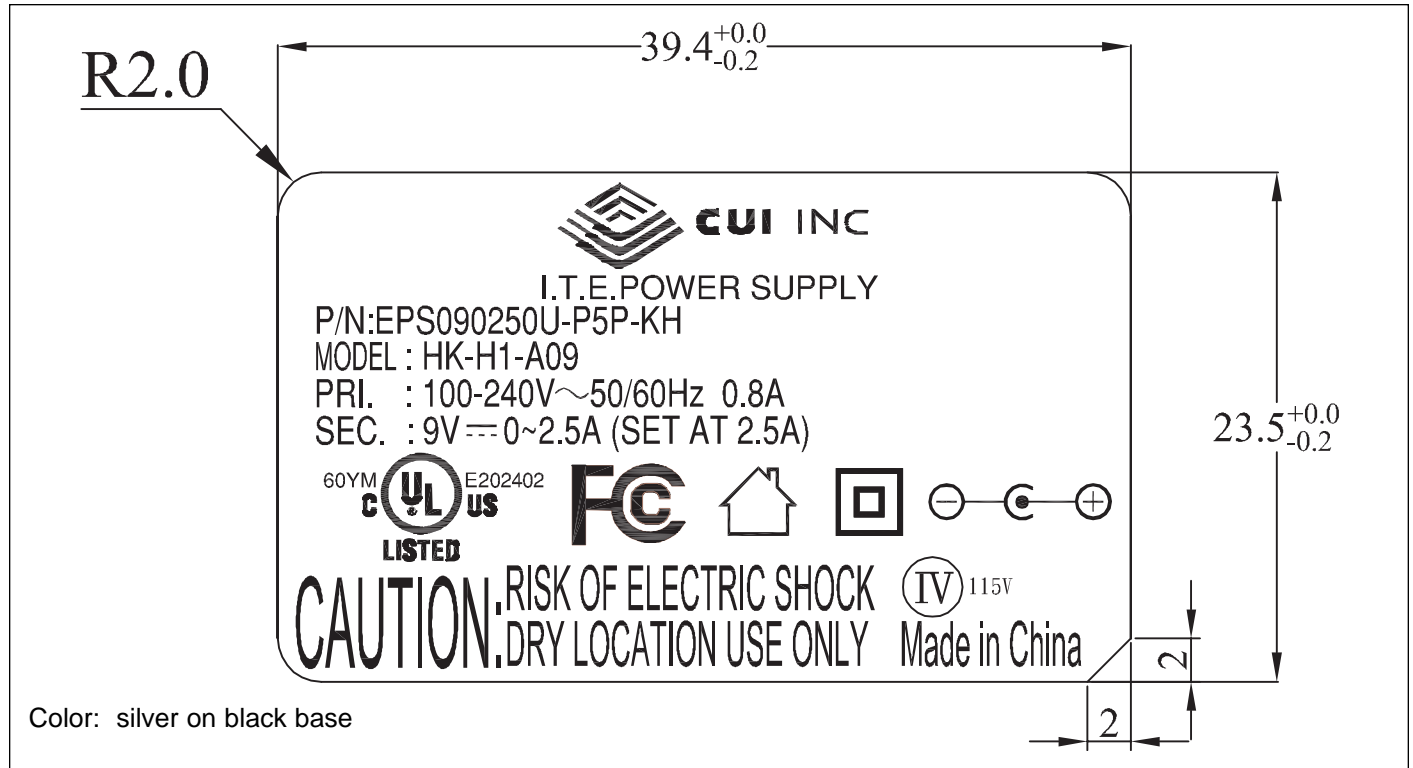 39.4+0.0 -0.2
R2.0
CUI INC
I.T.E.POWER SUPPLY
P/N:EPS090250U-P5P-KH
MODEL : HK-H1-A09
PRI. : 100-240V～50/60Hz 0.8A
SEC. : 9V⎓0~2.5A (SET AT 2.5A)
23.5+0.0 -0.2
60YM E202402
C UL US
LISTED
FC
CAUTION: RISK OF ELECTRIC SHOCK
DRY LOCATION USE ONLY
IV 115V
Made in China
2
2
Color: silver on black base